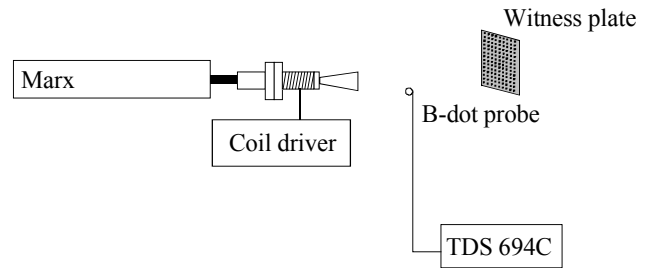 Witness plate
Marx
B-dot probe
Coil driver
TDS 694C